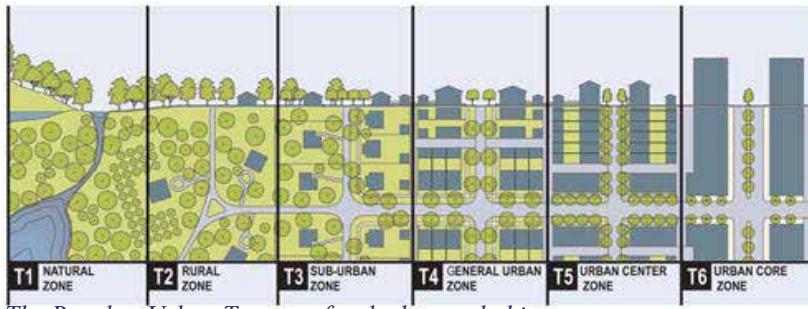 T1 NATURAL
ZONE
T2 RURAL
ZONE
T3 SUB-URBAN
ZONE
T4 GENERAL URBAN
ZONE
T5 URBAN CENTER
ZONE
T6 URBAN CORE
ZONE